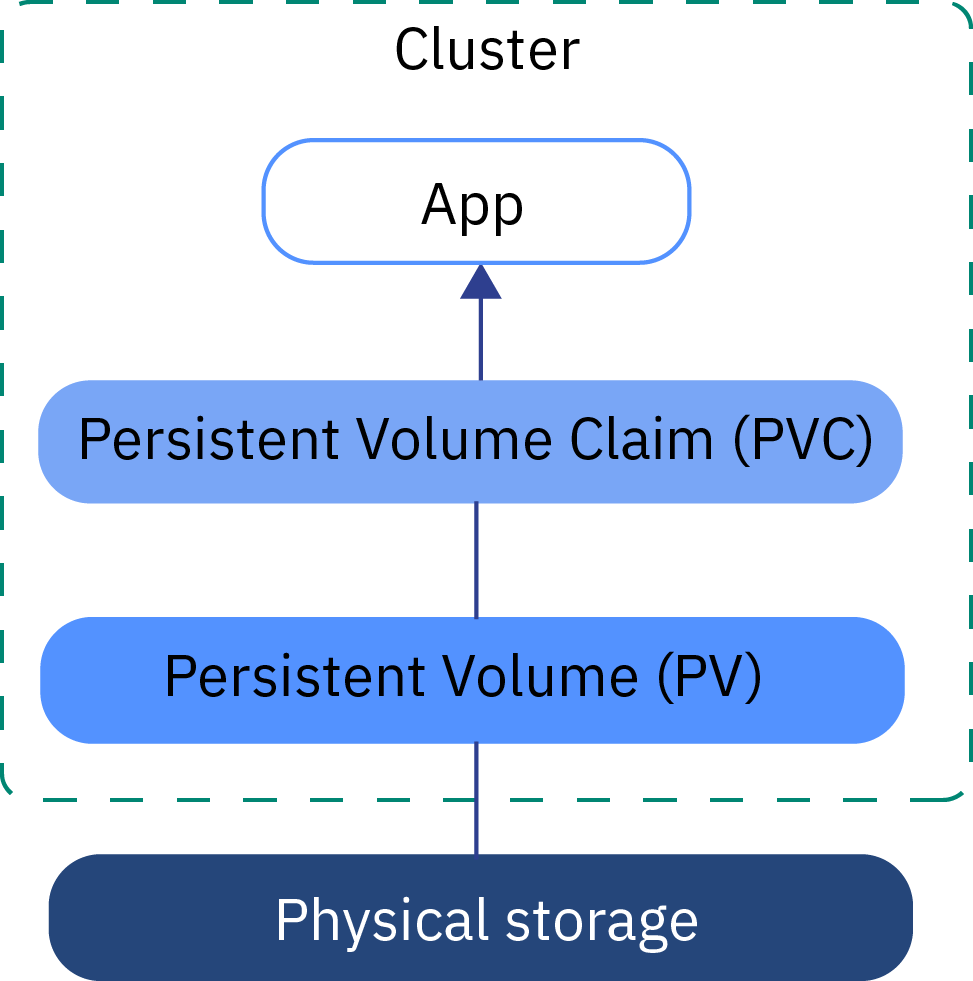 Cluster
App
Persistent Volume Claim (PVC)
Persistent Volume (PV)
Physical storage